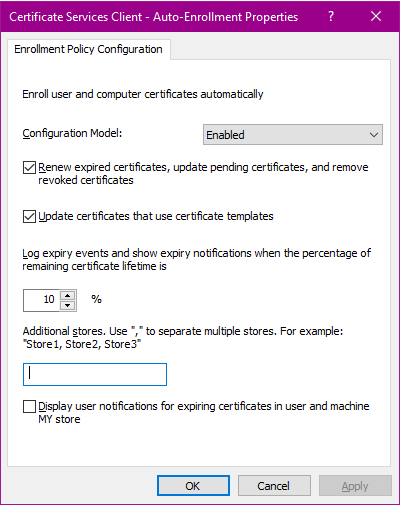 Certificate Services Client - Auto-Enrollment Properties
Enrollment Policy Configuration
Enroll user and computer certificates automatically
Configuration Model:
Enabled
Renew expired certificates, update pending certificates, and remove
revoked certificates
Update certificates that use certificate templates
Log expiry events and show expiry notifications when the percentage of
remaining certificate lifetime is
10 %
Additional stores. Use "," to separate multiple stores. For example:
"Store1, Store2, Store3"
Display user notifications for expiring certificates in user and machine
MY store
OK Cancel Apply